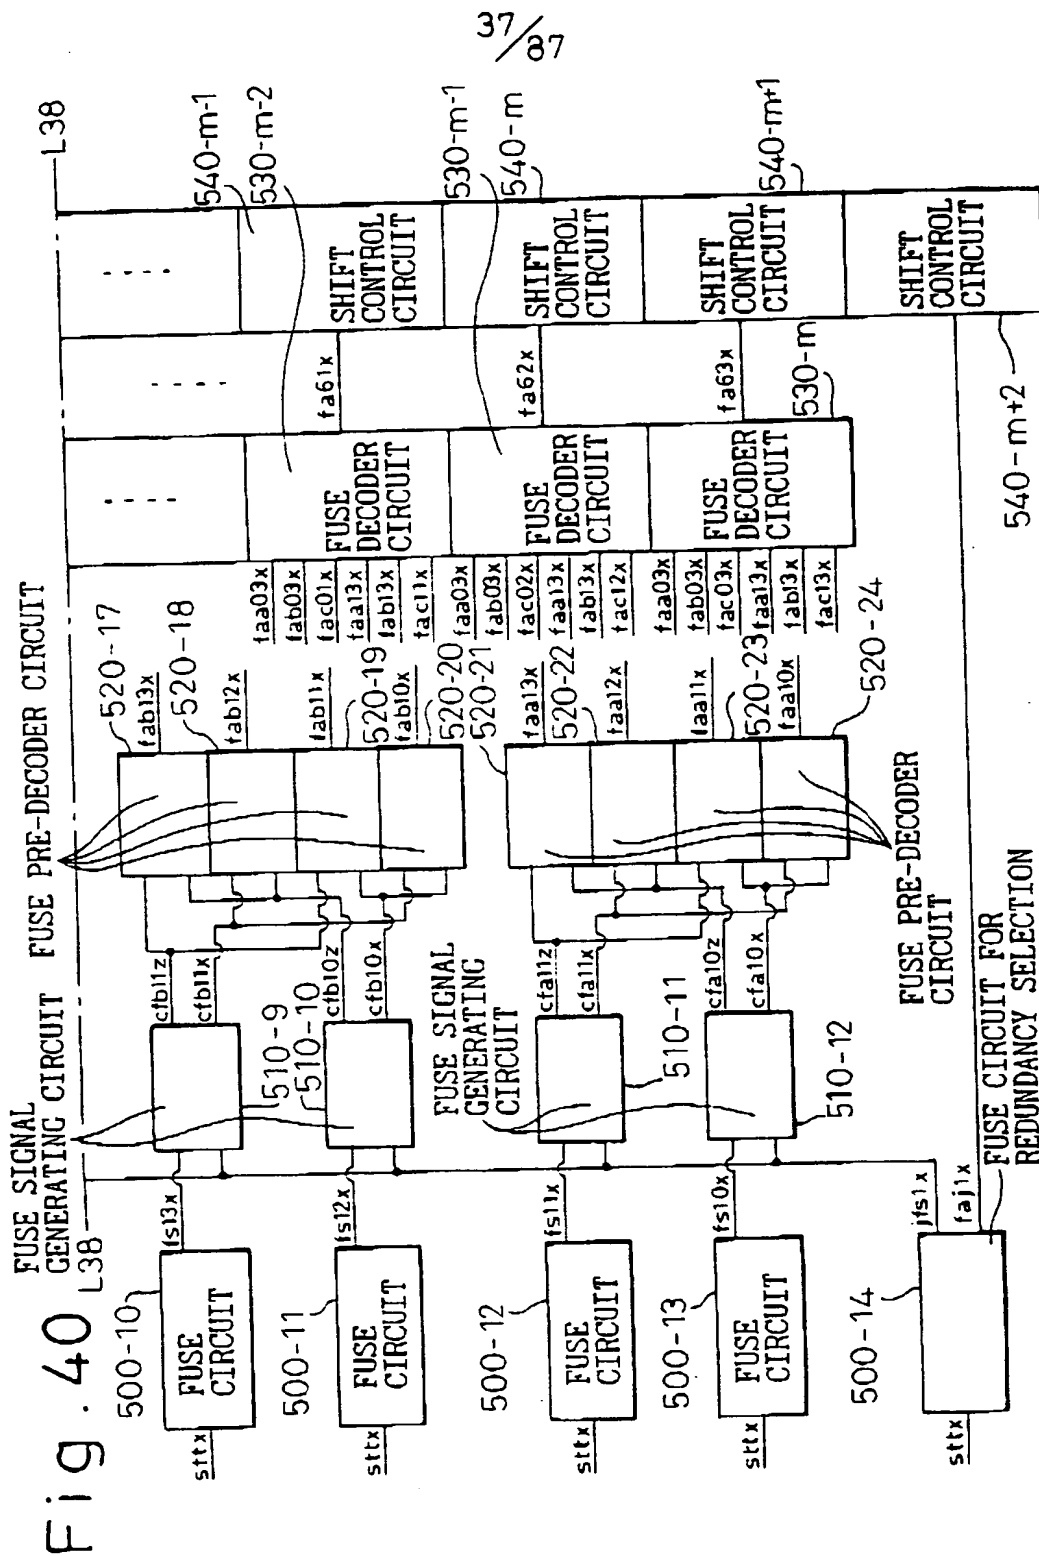 37/87
Fig. 40
FUSE SIGNAL
GENERATING CIRCUIT
FUSE PRE-DECODER CIRCUIT
L38
L38
500-10
FUSE
CIRCUIT
sttx
fs13x
500-11
FUSE
CIRCUIT
sttx
fs12x
500-12
FUSE
CIRCUIT
sttx
fs11x
500-13
FUSE
CIRCUIT
sttx
fs10x
500-14
sttx
jfs1x
faj1x
FUSE CIRCUIT FOR
REDUNDANCY SELECTION
510-9
510-10
cfb11z
cfb11x
cfb10z
cfb10x
FUSE SIGNAL
GENERATING
CIRCUIT
510-11
510-12
cfa11z
cfa11x
cfa10z
cfa10x
520-17
fab13x
520-18
fab12x
fab11x
520-19
fab10x
520-20
520-21
faa13x
520-22
faa12x
faa11x
520-23
faa10x
520-24
FUSE PRE-DECODER
CIRCUIT
faa03x
fab03x
fac01x
faa13x
fab13x
fac11x
faa03x
fab03x
fac02x
faa13x
fab13x
fac12x
faa03x
fab03x
fac03x
faa13x
fab13x
fac13x
FUSE
DECODER
CIRCUIT
FUSE
DECODER
CIRCUIT
FUSE
DECODER
CIRCUIT
530-m-2
530-m-1
530-m
fa61x
fa62x
fa63x
SHIFT
CONTROL
CIRCUIT
SHIFT
CONTROL
CIRCUIT
SHIFT
CONTROL
CIRCUIT
SHIFT
CONTROL
CIRCUIT
540-m-1
540-m
540-m+1
540-m+2